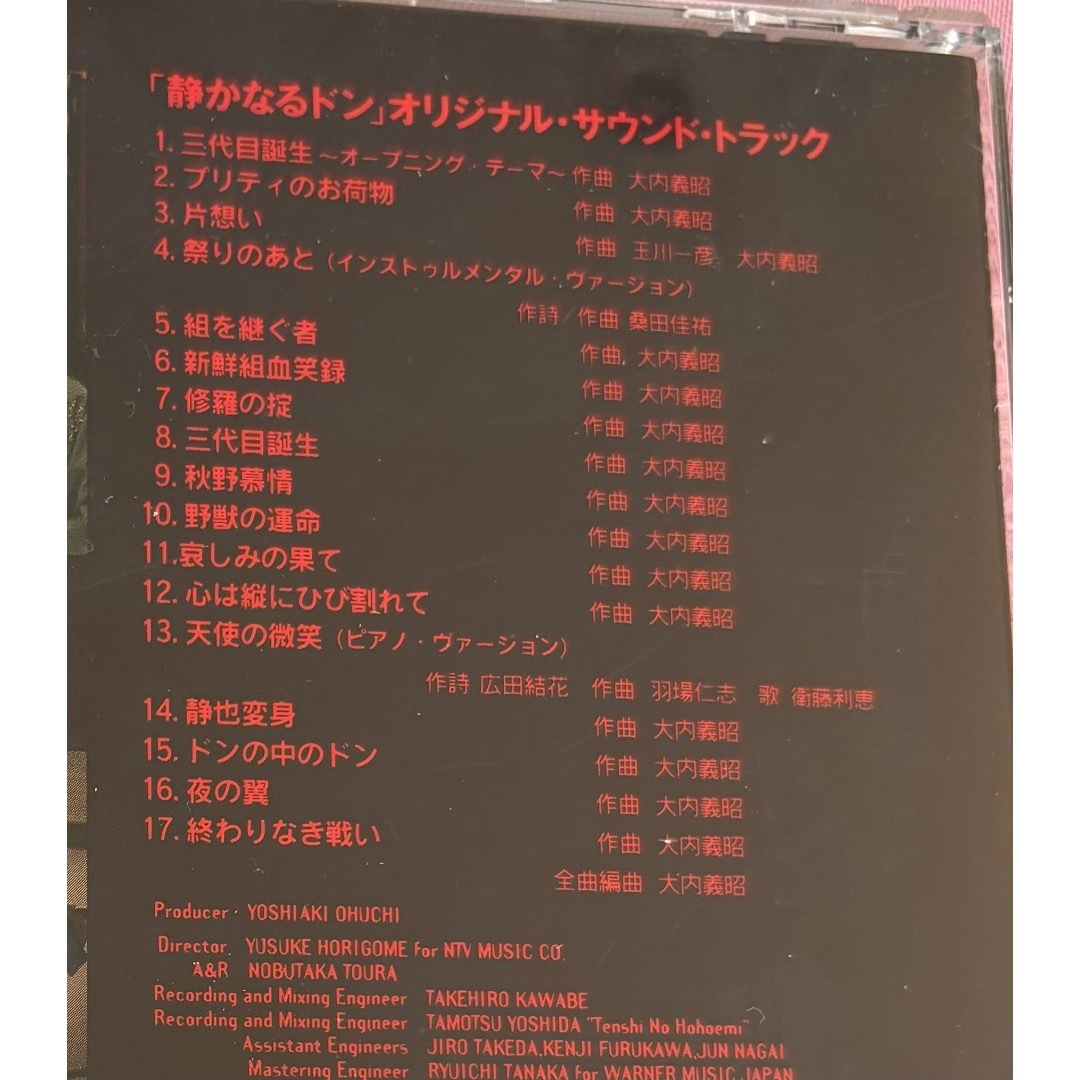 「静かなるドン」オリジナル・サウンド・トラック
1. 三代目誕生～オープニング・テーマ～ 作曲 大内義昭
2. プリティのお荷物 作曲 大内義昭
3. 片想い 作曲 玉川一彦 大内義昭
4. 祭りのあと（インストゥルメンタル・ヴァージョン）
作詩／作曲 桑田佳祐
5. 組を継ぐ者 作曲 大内義昭
6. 新鮮組血笑録 作曲 大内義昭
7. 修羅の掟 作曲 大内義昭
8. 三代目誕生 作曲 大内義昭
9. 秋野慕情 作曲 大内義昭
10. 野獣の運命 作曲 大内義昭
11. 哀しみの果て 作曲 大内義昭
12. 心は縦にひび割れて 作曲 大内義昭
13. 天使の微笑（ピアノ・ヴァージョン）
作詩 広田結花 作曲 羽場仁志 歌 衛藤利恵
14. 静也変身 作曲 大内義昭
15. ドンの中のドン 作曲 大内義昭
16. 夜の翼 作曲 大内義昭
17. 終わりなき戦い 作曲 大内義昭
全曲編曲 大内義昭
Producer YOSHIAKI OHUCHI
Director YUSUKE HORIGOME for NTV MUSIC CO.
A&R NOBUTAKA TOURA
Recording and Mixing Engineer TAKEHIRO KAWABE
Recording and Mixing Engineer TAMOTSU YOSHIDA "Tenshi No Hohoemi"
Assistant Engineers JIRO TAKEDA,KENJI FURUKAWA,JUN NAGAI
Mastering Engineer RYUICHI TANAKA for WARNER MUSIC JAPAN